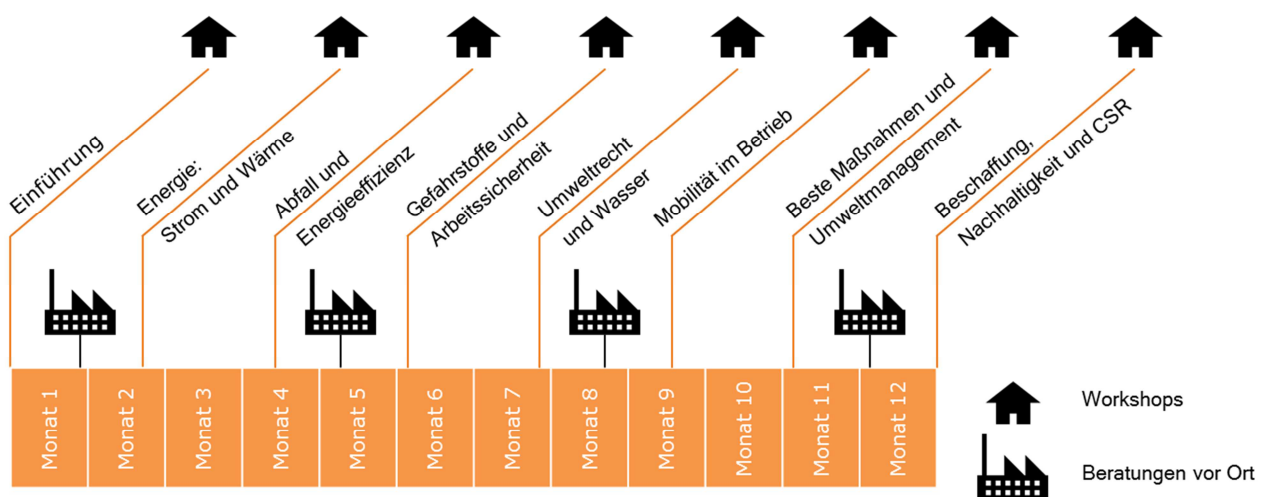 Einführung
Energie:
Strom und Wärme
Abfall und
Energieeffizienz
Gefahrstoffe und
Arbeitssicherheit
Umweltrecht
und Wasser
Mobilität im Betrieb
Beste Maßnahmen und
Umweltmanagement
Beschaffung,
Nachhaltigkeit und CSR
Monat 1
Monat 2
Monat 3
Monat 4
Monat 5
Monat 6
Monat 7
Monat 8
Monat 9
Monat 10
Monat 11
Monat 12
Workshops
Beratungen vor Ort